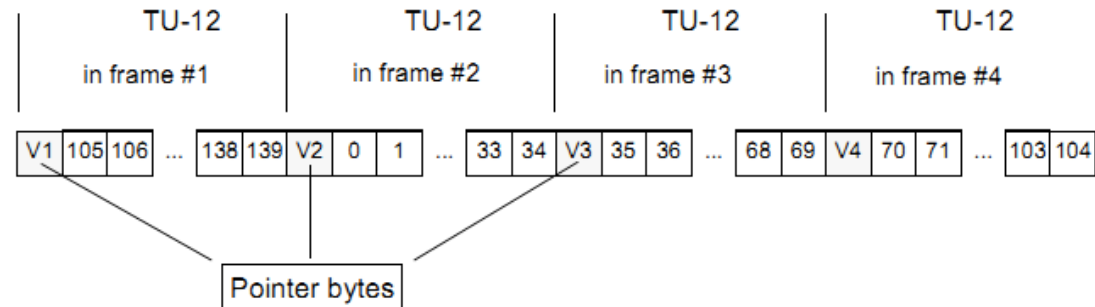 TU-12 TU-12 TU-12 TU-12
in frame #1 in frame #2 in frame #3 in frame #4
V1 105 106 ... 138 139 V2 0 1 ... 33 34 V3 35 36 ... 68 69 V4 70 71 ... 103 104
Pointer bytes